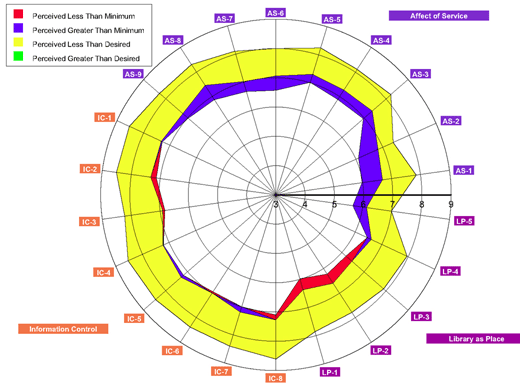 Perceived Less Than Minimum
Perceived Greater Than Minimum
Perceived Less Than Desired
Perceived Greater Than Desired
AS-6
AS-7
AS-5
Affect of Service
AS-8
AS-4
AS-9
AS-3
IC-1
AS-2
IC-2
AS-1
3 4 5 6 7 8 9
IC-3
LP-5
IC-4
LP-4
IC-5
LP-3
Information Control
Library as Place
IC-6
LP-2
IC-7
LP-1
IC-8